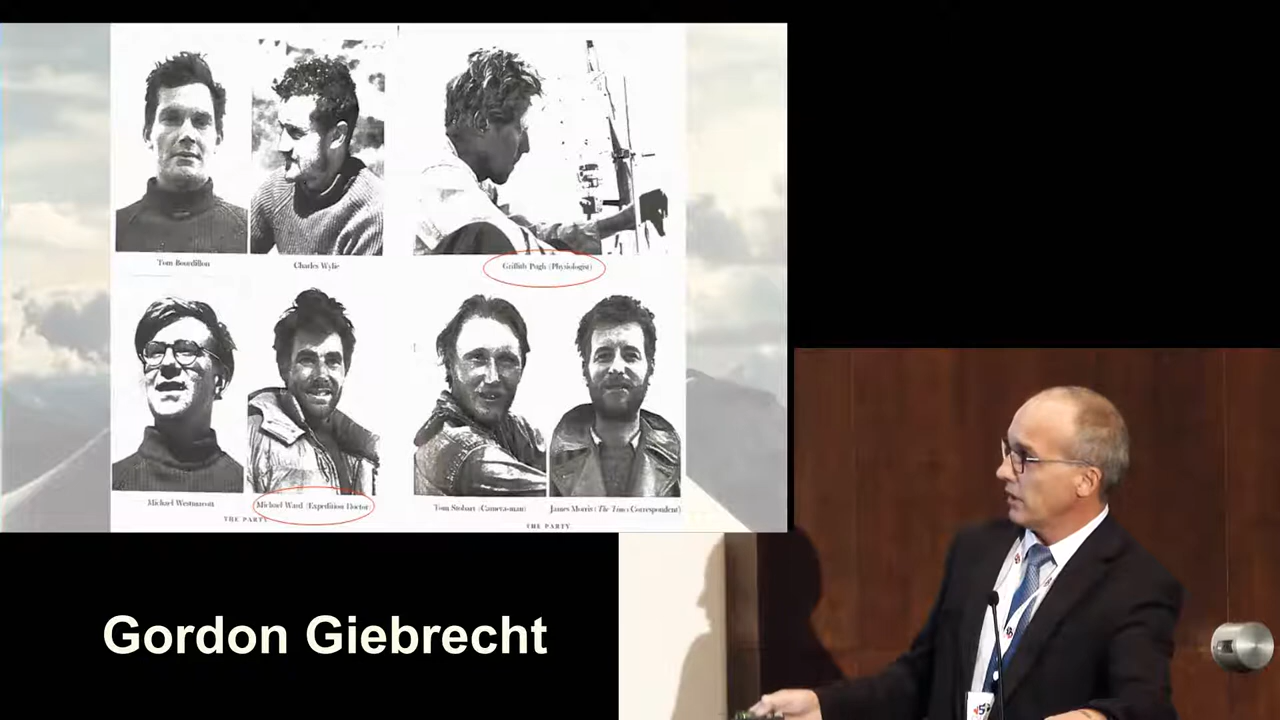 Tom Bourdillon
Charles Wylie
Griffith Pugh (Physiologist)
Michael Westmacott
Michael Ward (Expedition Doctor
Tom Stobart (Camera-man)
James Morris (The Times Correspondent)
THE PARTY
THE PARTY
Gordon Giebrecht